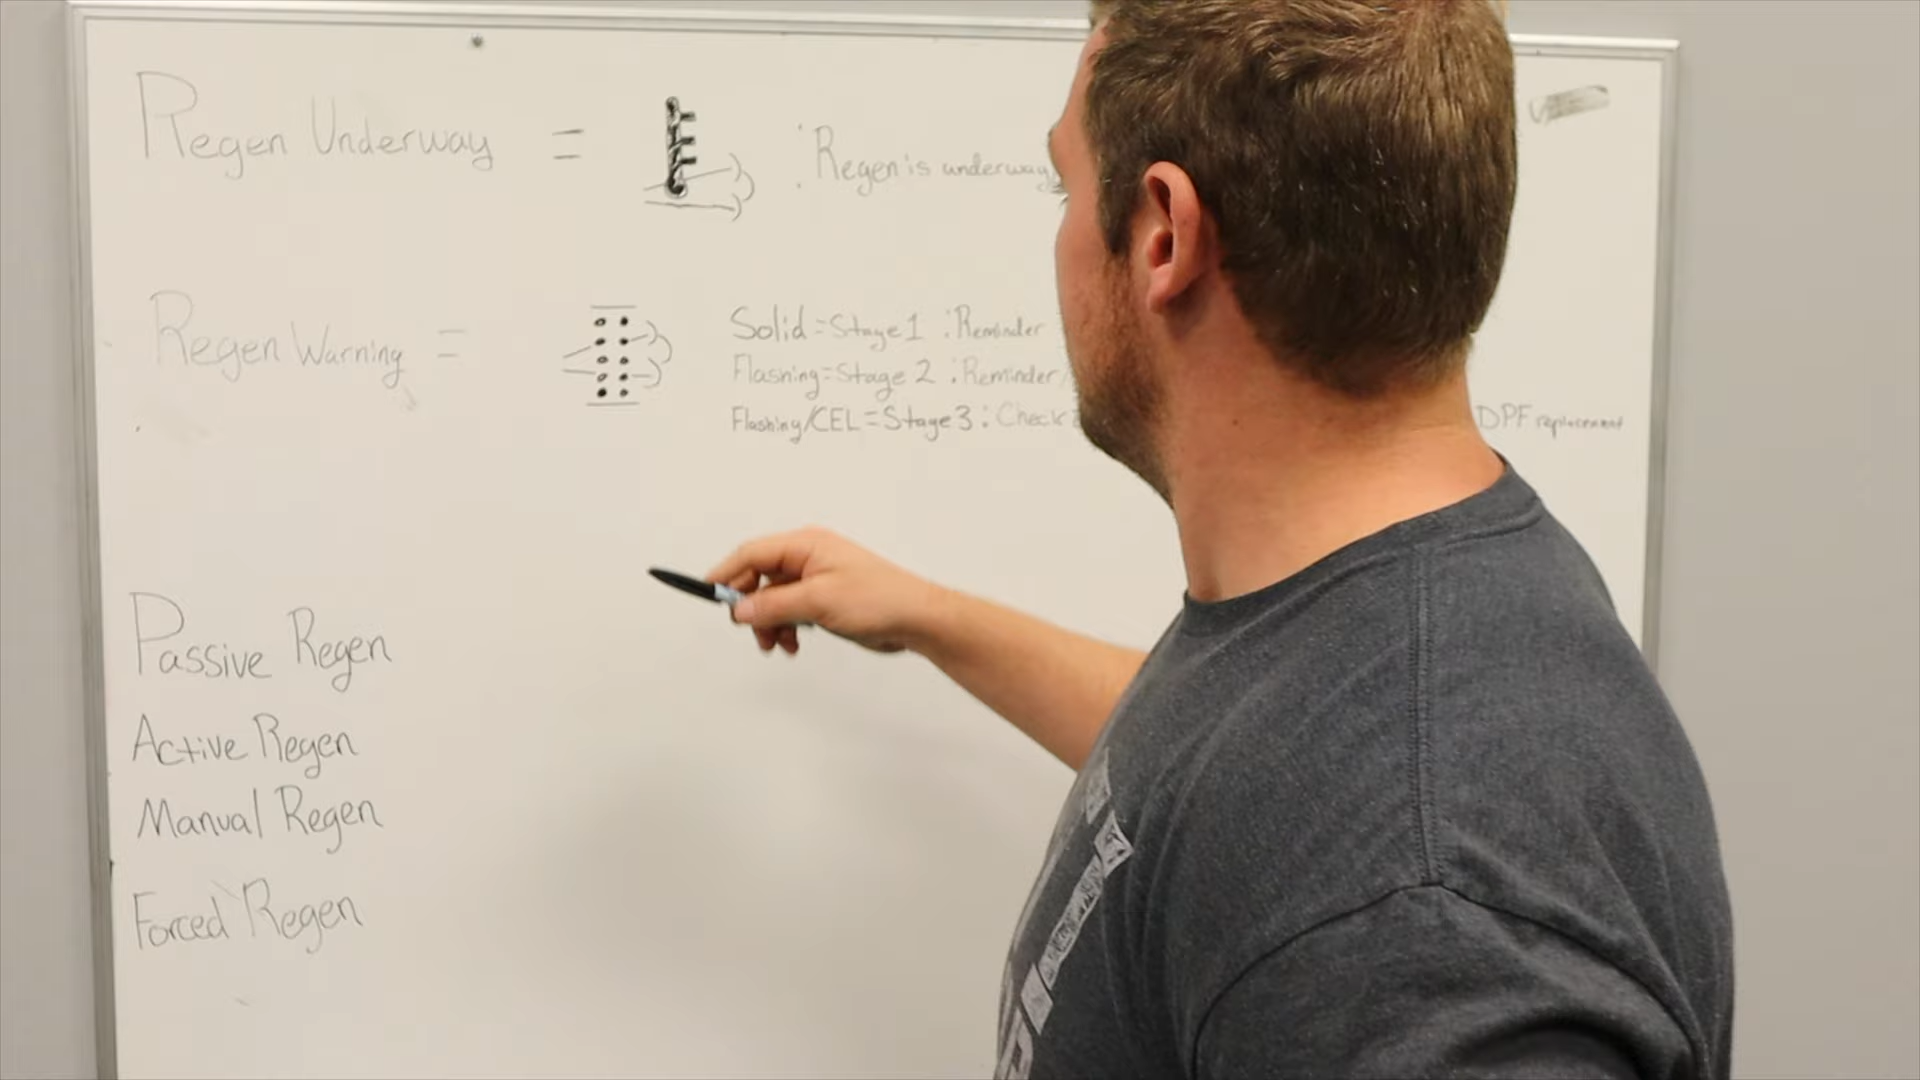 Regen Underway = : Regen is underway
Regen Warning = Solid = Stage 1 : Reminder
Flashing = Stage 2 : Reminder
Flashing/CEL = Stage 3 : Check DPF replacement
Passive Regen
Active Regen
Manual Regen
Forced Regen